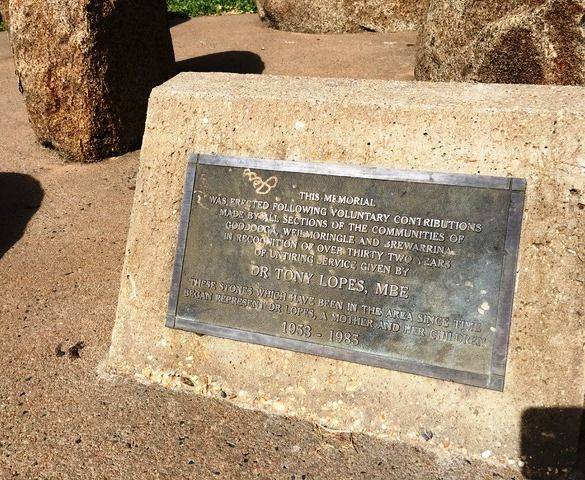 THIS MEMORIAL
WAS ERECTED FOLLOWING VOLUNTARY CONTRIBUTIONS
MADE BY ALL SECTIONS OF THE COMMUNITIES OF
GOODOOGA, WEILMORINGLE AND BREWARRINA
IN RECOGNITION OF OVER THIRTY TWO YEARS
OF UNTIRING SERVICE GIVEN BY
DR TONY LOPES, MBE
THESE STONES WHICH HAVE BEEN IN THE AREA SINCE TIME
BEGAN REPRESENT DR LOPES, A MOTHER AND HER CHILDREN
1953 - 1985